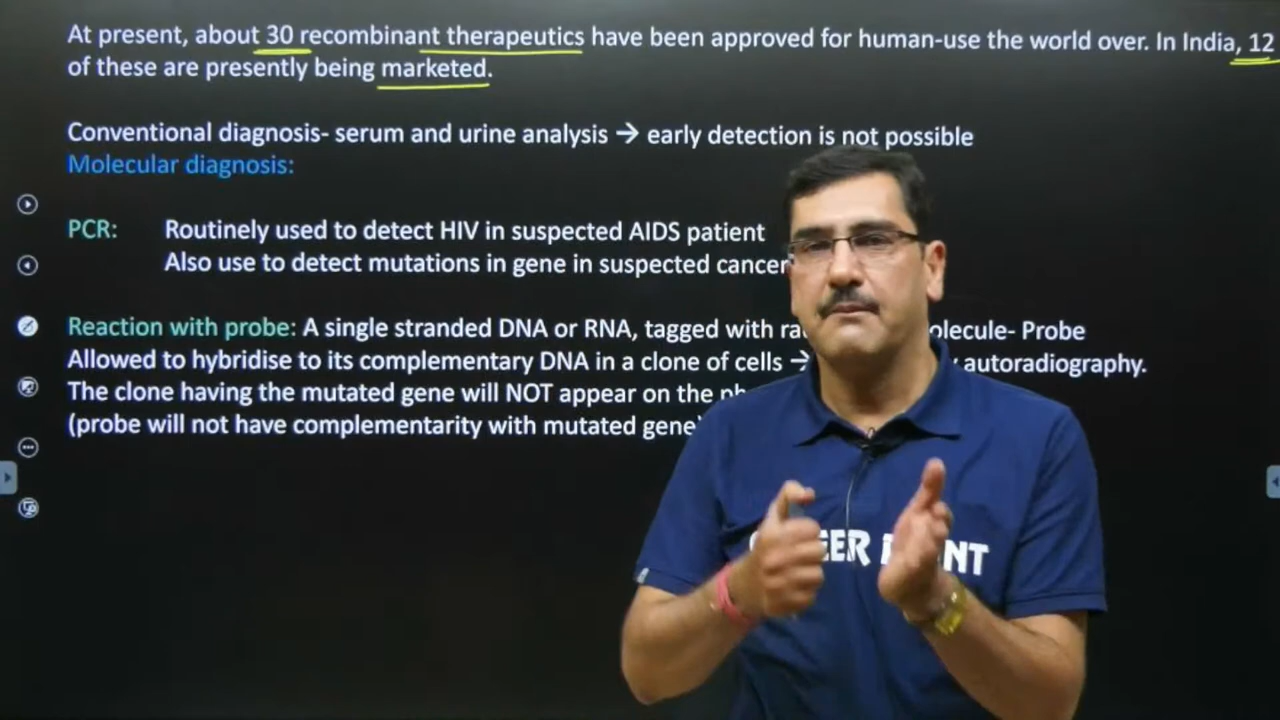 At present, about 30 recombinant therapeutics have been approved for human-use the world over. In India, 12
of these are presently being marketed.
Conventional diagnosis- serum and urine analysis → early detection is not possible
Molecular diagnosis:
PCR: Routinely used to detect HIV in suspected AIDS patient
Also use to detect mutations in gene in suspected cancer
Reaction with probe: A single stranded DNA or RNA, tagged with Probe
Allowed to hybridise to its complementary DNA in a clone of cells → autoradiography.
The clone having the mutated gene will NOT appear on the
(probe will not have complementarity with mutated gene)